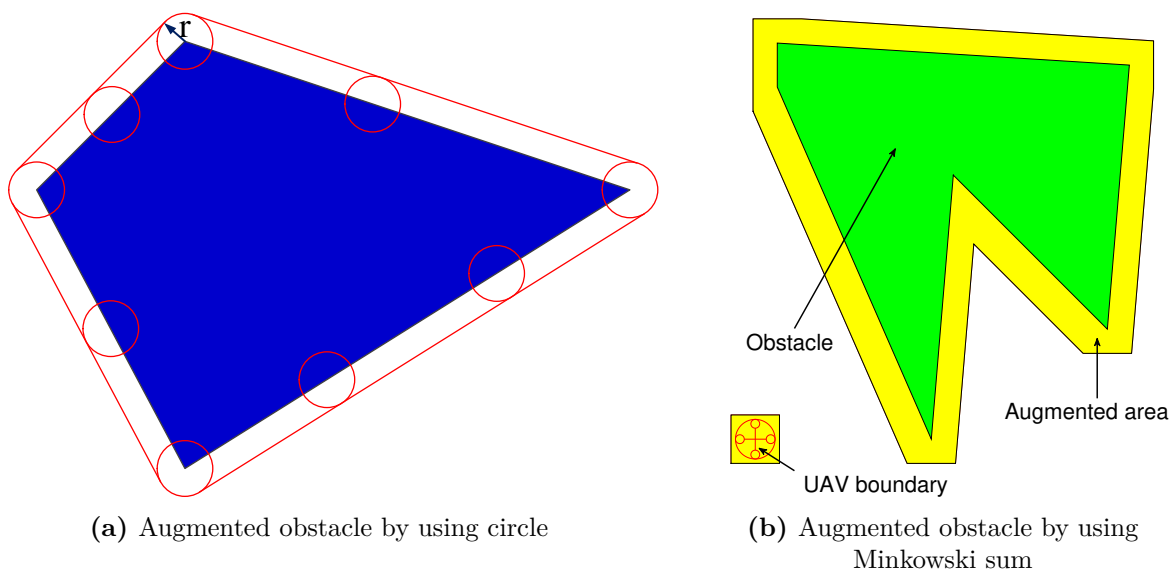 r
Obstacle
Augmented area
UAV boundary
(a) Augmented obstacle by using circle
(b) Augmented obstacle by using
Minkowski sum